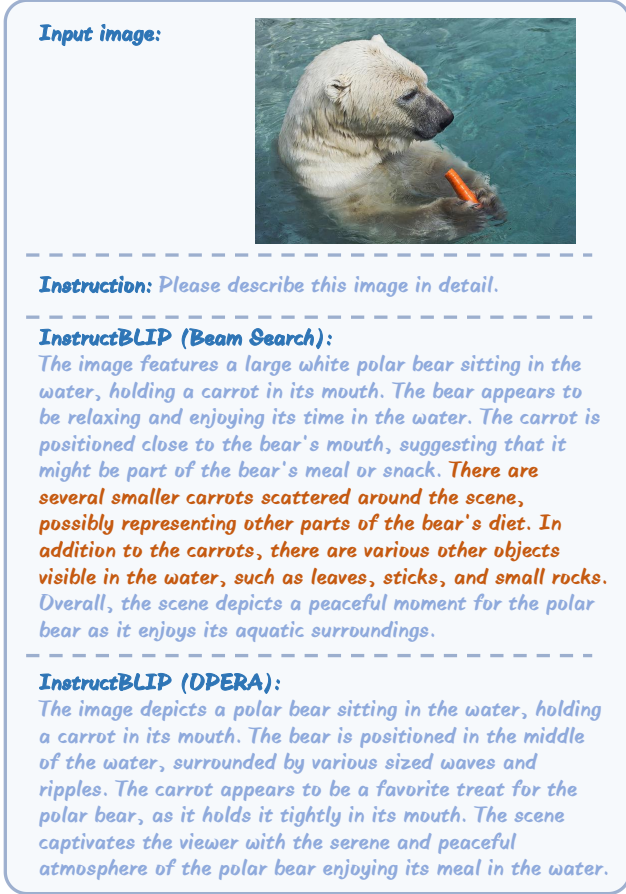 Input image:
Instruction: Please describe this image in detail.
InstructBLIP (Beam Search):
The image features a large white polar bear sitting in the
water, holding a carrot in its mouth. The bear appears to
be relaxing and enjoying its time in the water. The carrot is
positioned close to the bear's mouth, suggesting that it
might be part of the bear's meal or snack. There are
several smaller carrots scattered around the scene,
possibly representing other parts of the bear's diet. In
addition to the carrots, there are various other objects
visible in the water, such as leaves, sticks, and small rocks.
Overall, the scene depicts a peaceful moment for the polar
bear as it enjoys its aquatic surroundings.
InstructBLIP (OPERA):
The image depicts a polar bear sitting in the water, holding
a carrot in its mouth. The bear is positioned in the middle
of the water, surrounded by various sized waves and
ripples. The carrot appears to be a favorite treat for the
polar bear, as it holds it tightly in its mouth. The scene
captivates the viewer with the serene and peaceful
atmosphere of the polar bear enjoying its meal in the water.